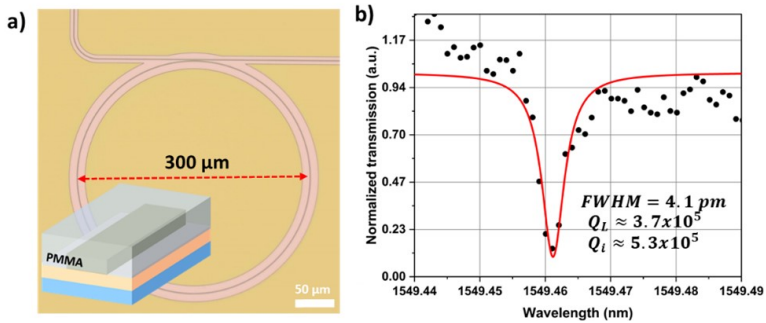 a)
300 μm
PMMA
50 μm
b)
Normalized transmission (a.u.)
1.17
0.94
0.70
0.47
0.23
0.00
FWHM = 4.1 pm
Q_L ≈ 3.7x10^5
Q_i ≈ 5.3x10^5
1549.44 1549.45 1549.46 1549.47 1549.48 1549.49
Wavelength (nm)